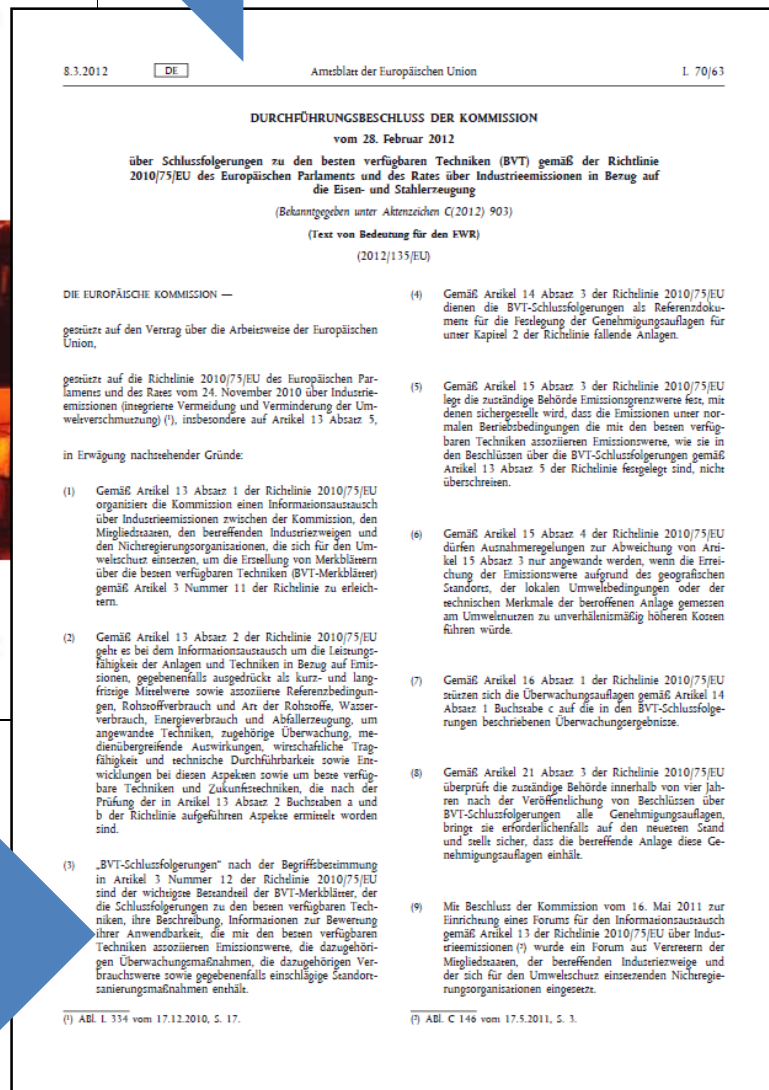 8.3.2012 DE Amtsblatt der Europäischen Union L 70/63
DURCHFÜHRUNGSBESCHLUSS DER KOMMISSION
vom 28. Februar 2012
über Schlussfolgerungen zu den besten verfügbaren Techniken (BVT) gemäß der Richtlinie
2010/75/EU des Europäischen Parlaments und des Rates über Industrieemissionen in Bezug auf
die Eisen- und Stahlerzeugung
(Bekanntgegeben unter Aktenzeichen C(2012) 903)
(Text von Bedeutung für den EWR)
(2012/135/EU)
DIE EUROPÄISCHE KOMMISSION —
gestützt auf den Vertrag über die Arbeitsweise der Europäischen
Union,
gestützt auf die Richtlinie 2010/75/EU des Europäischen Par-
laments und des Rates vom 24. November 2010 über Industrie-
emissionen (integrierte Vermeidung und Verminderung der Um-
weltverschmutzung) (¹), insbesondere auf Artikel 13 Absatz 5,
in Erwägung nachstehender Gründe:
(1) Gemäß Artikel 13 Absatz 1 der Richtlinie 2010/75/EU
organisiert die Kommission einen Informationsaustausch
über Industrieemissionen zwischen der Kommission, den
Mitgliedstaaten, den betreffenden Industriezweigen und
den Nichtregierungsorganisationen, die sich für den Um-
weltschutz einsetzen, um die Erstellung von Merkblättern
über die besten verfügbaren Techniken (BVT-Merkblätter)
gemäß Artikel 3 Nummer 11 der Richtlinie zu erleich-
tern.
(2) Gemäß Artikel 13 Absatz 2 der Richtlinie 2010/75/EU
geht es bei dem Informationsaustausch um die Leistungs-
fähigkeit der Anlagen und Techniken in Bezug auf Emis-
sionen, gegebenenfalls ausgedrückt als kurz- und lang-
fristige Mittelwerte sowie assoziierte Referenzbedingun-
gen, Rohstoffverbrauch und Art der Rohstoffe, Wasser-
verbrauch, Energieverbrauch und Abfallerzeugung, um
angewandte Techniken, zugehörige Überwachung, me-
dienübergreifende Auswirkungen, wirtschaftliche Trag-
fähigkeit und technische Durchführbarkeit sowie Ent-
wicklungen bei diesen Aspekten sowie um beste verfüg-
bare Techniken und Zukunftstechniken, die nach der
Prüfung der in Artikel 13 Absatz 2 Buchstaben a und
b der Richtlinie aufgeführten Aspekte ermittelt worden
sind.
(3) „BVT-Schlussfolgerungen" nach der Begriffsbestimmung
in Artikel 3 Nummer 12 der Richtlinie 2010/75/EU
sind der wichtigste Bestandteil der BVT-Merkblätter, der
die Schlussfolgerungen zu den besten verfügbaren Tech-
niken, ihre Beschreibung, Informationen zur Bewertung
ihrer Anwendbarkeit, die mit den besten verfügbaren
Techniken assoziierten Emissionswerte, die dazugehöri-
gen Überwachungsmaßnahmen, die dazugehörigen Ver-
brauchswerte sowie gegebenenfalls einschlägige Standort-
sanierungsmaßnahmen enthält.
(¹) ABl. L 334 vom 17.12.2010, S. 17.
(4) Gemäß Artikel 14 Absatz 3 der Richtlinie 2010/75/EU
dienen die BVT-Schlussfolgerungen als Referenzdoku-
ment für die Festlegung der Genehmigungsauflagen für
unter Kapitel 2 der Richtlinie fallende Anlagen.
(5) Gemäß Artikel 15 Absatz 3 der Richtlinie 2010/75/EU
legt die zuständige Behörde Emissionsgrenzwerte fest, mit
denen sichergestellt wird, dass die Emissionen unter nor-
malen Betriebsbedingungen die mit den besten verfüg-
baren Techniken assoziierten Emissionswerte, wie sie in
den Beschlüssen über die BVT-Schlussfolgerungen gemäß
Artikel 13 Absatz 5 der Richtlinie festgelegt sind, nicht
überschreiten.
(6) Gemäß Artikel 15 Absatz 4 der Richtlinie 2010/75/EU
dürfen Ausnahmeregelungen zur Abweichung von Arti-
kel 15 Absatz 3 nur angewandt werden, wenn die Errei-
chung der Emissionswerte aufgrund des geografischen
Standorts, der lokalen Umweltbedingungen oder der
technischen Merkmale der betroffenen Anlage gemessen
am Umweltnutzen zu unverhältnismäßig höheren Kosten
führen würde.
(7) Gemäß Artikel 16 Absatz 1 der Richtlinie 2010/75/EU
stützen sich die Überwachungsauflagen gemäß Artikel 14
Absatz 1 Buchstabe c auf die in den BVT-Schlussfolge-
rungen beschriebenen Überwachungsergebnisse.
(8) Gemäß Artikel 21 Absatz 3 der Richtlinie 2010/75/EU
überprüft die zuständige Behörde innerhalb von vier Jah-
ren nach der Veröffentlichung von Beschlüssen über
BVT-Schlussfolgerungen alle Genehmigungsauflagen,
bringt sie erforderlichenfalls auf den neuesten Stand
und stellt sicher, dass die betreffende Anlage diese Ge-
nehmigungsauflagen einhält.
(9) Mit Beschluss der Kommission vom 16. Mai 2011 zur
Einrichtung eines Forums für den Informationsaustausch
gemäß Artikel 13 der Richtlinie 2010/75/EU über Indus-
trieemissionen (²) wurde ein Forum aus Vertretern der
Mitgliedstaaten, der betreffenden Industriezweige und
der sich für den Umweltschutz einsetzenden Nichtregie-
rungsorganisationen eingesetzt.
(²) ABl. C 146 vom 17.5.2011, S. 3.